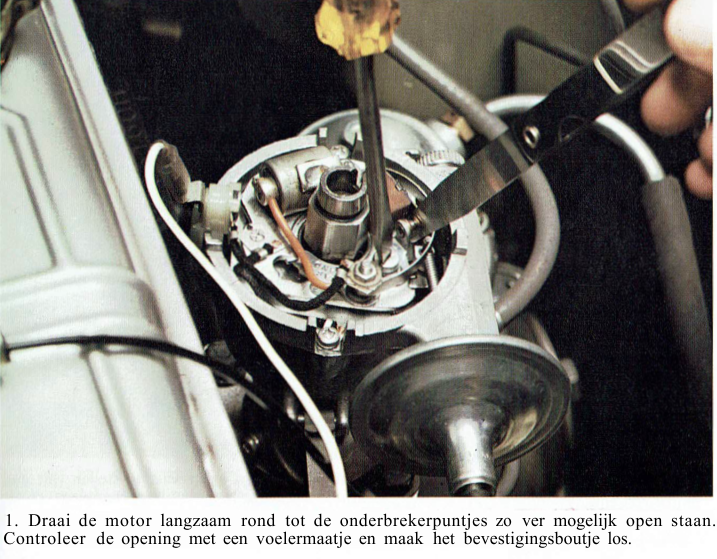 1. Draai de motor langzaam rond tot de onderbrekerpuntjes zo ver mogelijk open staan.
Controleer de opening met een voelermaatje en maak het bevestigingsboutje los.